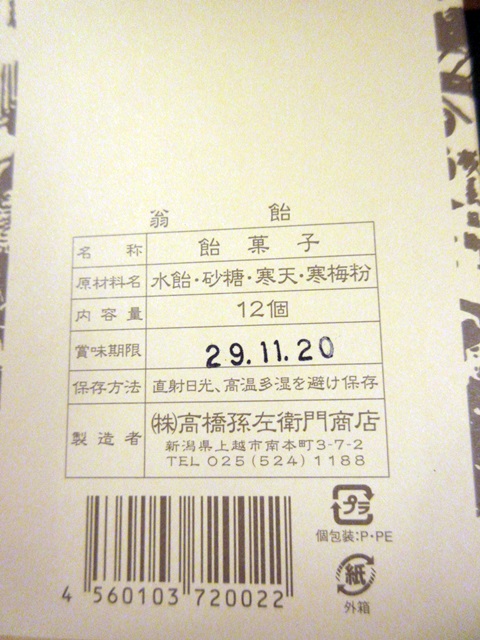 翁飴
名称 飴菓子
原材料名 水飴・砂糖・寒天・寒梅粉
内容量 12個
賞味期限 29.11.20
保存方法 直射日光、高温多湿を避け保存
製造者 ㈱高橋孫左衛門商店
新潟県上越市南本町3-7-2
TEL 025(524)1188
プラ
個包装:P・PE
紙
外箱
4 560103 720022